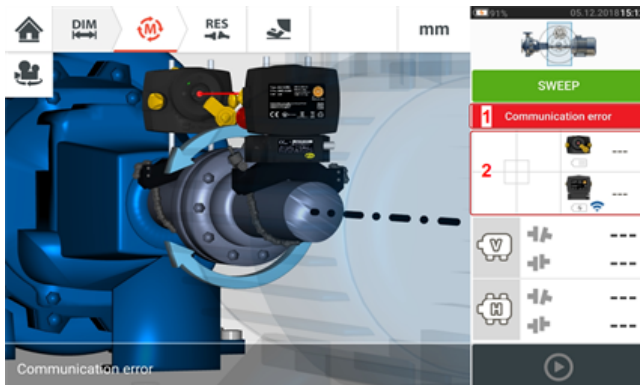 DIM
M
RES
mm
91%
05.12.2018 15:1
SWEEP
1 Communication error
2
---
---
V
---
---
H
---
---
Communication error